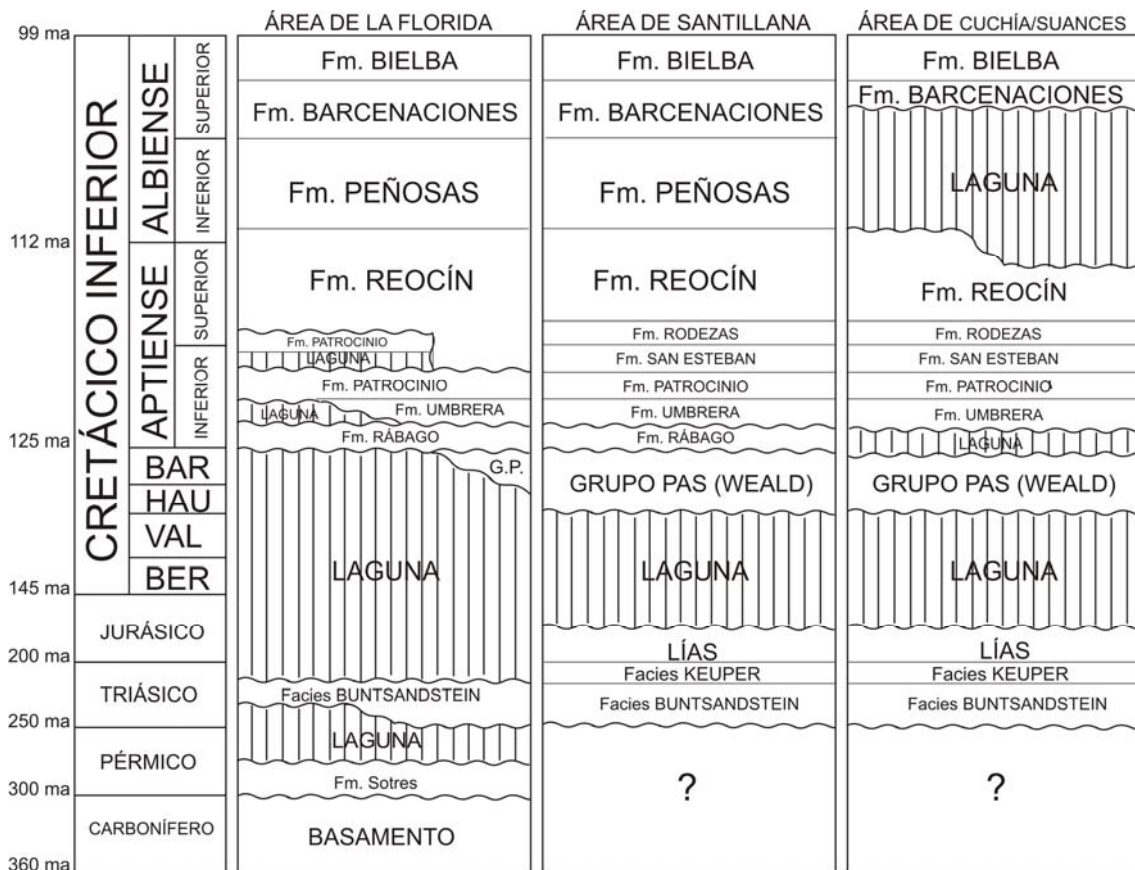 ÁREA DE LA FLORIDA
ÁREA DE SANTILLANA
ÁREA DE CUCHÍA/SUANCES
99 ma
112 ma
125 ma
145 ma
200 ma
250 ma
300 ma
360 ma
CRETÁCICO INFERIOR
ALBIENSE
SUPERIOR
INFERIOR
APTIENSE
SUPERIOR
INFERIOR
BAR
HAU
VAL
BER
JURÁSICO
TRIÁSICO
PÉRMICO
CARBONÍFERO
Fm. BIELBA
Fm. BARCENACIONES
Fm. PEÑOSAS
Fm. REOCÍN
Fm. PATROCINIO
LAGUNA
Fm. PATROCINIO
LAGUNA
Fm. UMBRERA
Fm. RÁBAGO
G.P.
LAGUNA
Facies BUNTSANDSTEIN
LAGUNA
Fm. Sotres
BASAMENTO
Fm. BIELBA
Fm. BARCENACIONES
Fm. PEÑOSAS
Fm. REOCÍN
Fm. RODEZAS
Fm. SAN ESTEBAN
Fm. PATROCINIO
Fm. UMBRERA
Fm. RÁBAGO
GRUPO PAS (WEALD)
LAGUNA
LÍAS
Facies KEUPER
Facies BUNTSANDSTEIN
?
Fm. BIELBA
Fm. BARCENACIONES
LAGUNA
Fm. REOCÍN
Fm. RODEZAS
Fm. SAN ESTEBAN
Fm. PATROCINIO
Fm. UMBRERA
LAGUNA
GRUPO PAS (WEALD)
LAGUNA
LÍAS
Facies KEUPER
Facies BUNTSANDSTEIN
?